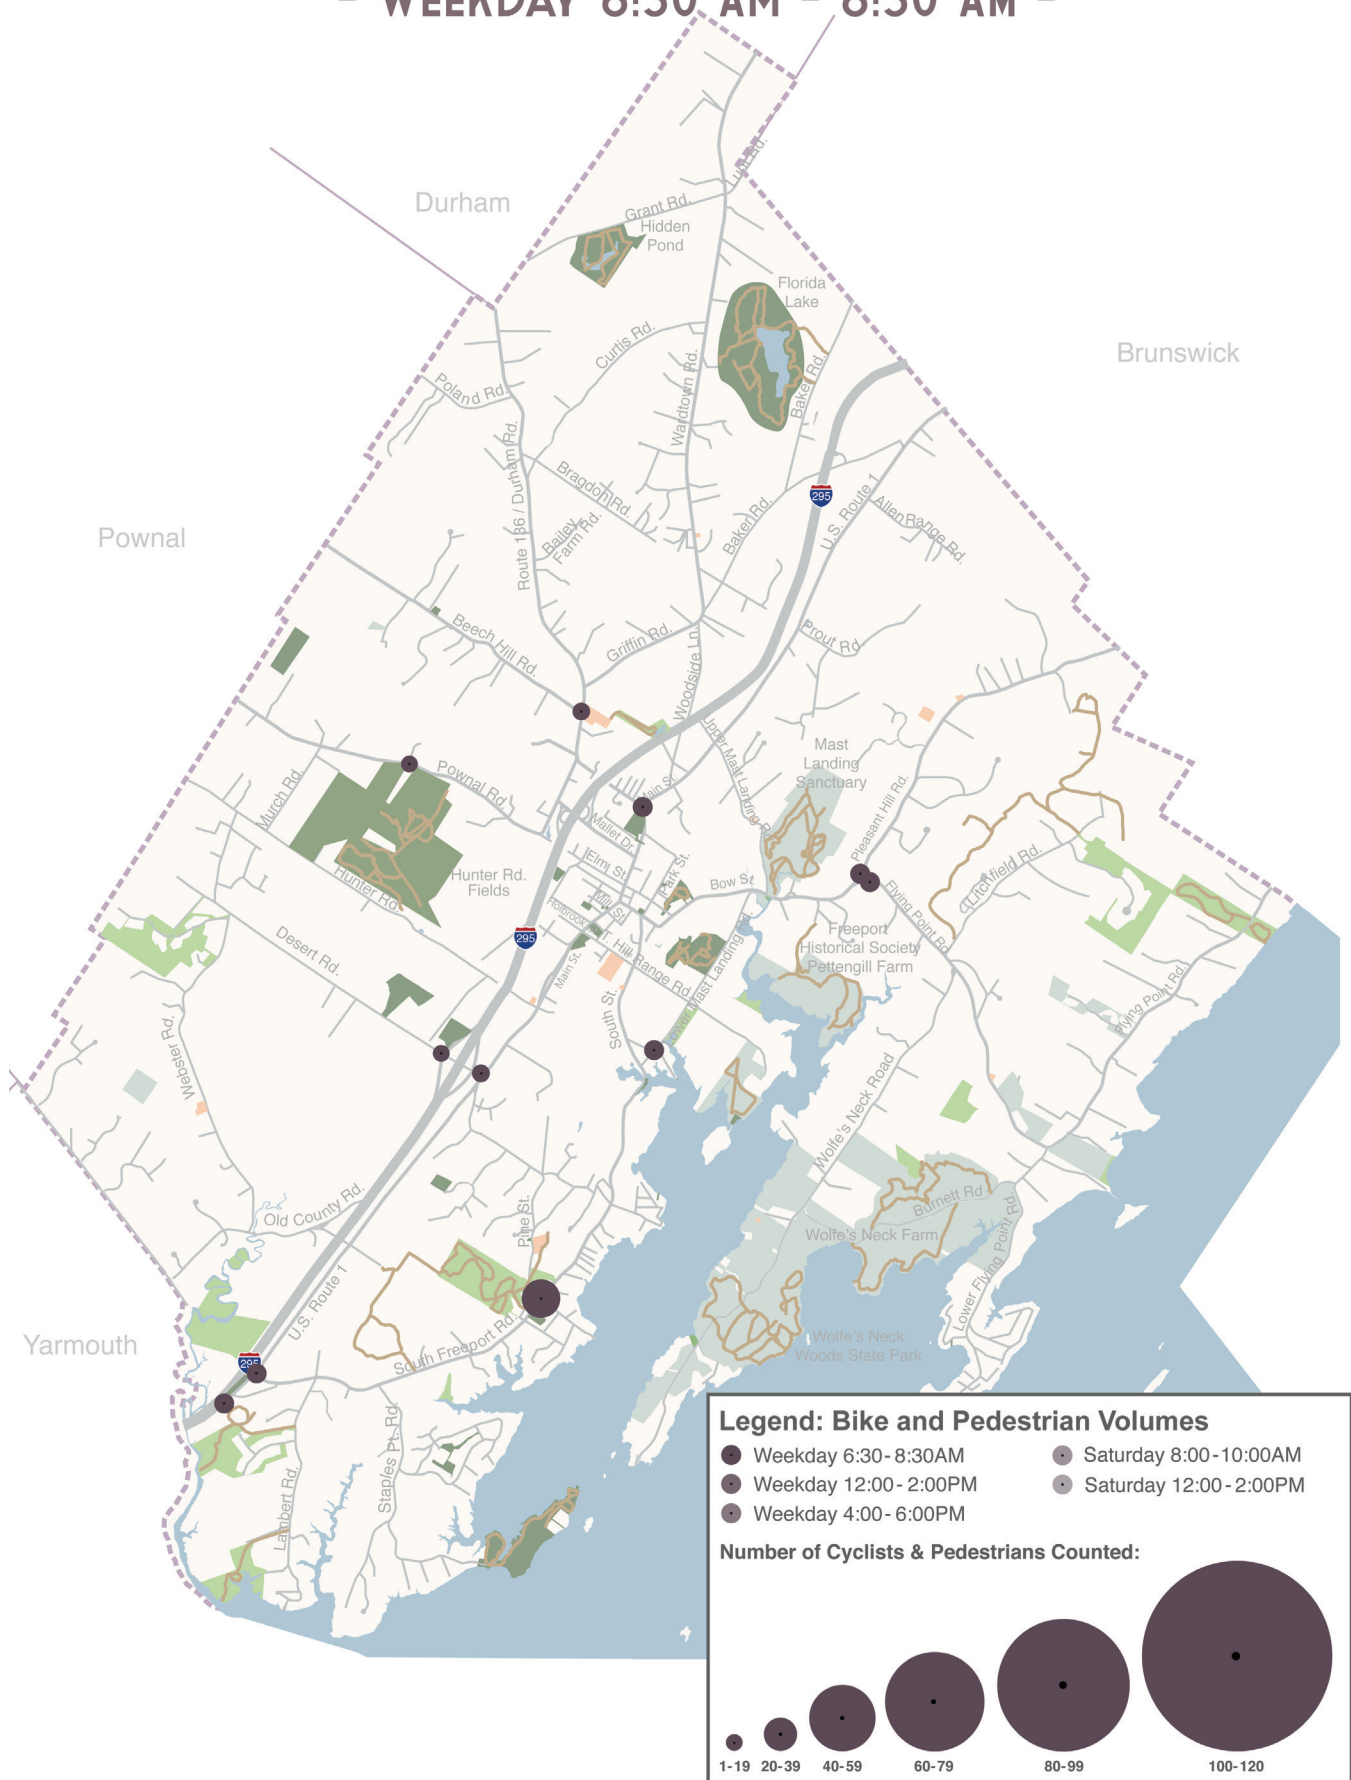 - WEEKDAY 6:30 AM - 8:30 AM -
Lunt Rd.
Durham
Grant Rd.
Hidden
Pond
Florida
Lake
Curtis Rd.
Brunswick
Poland Rd.
Wardtown Rd.
Baker Rd.
Route 136 / Durham Rd.
Bragdon Rd.
295
U.S. Route 1
Allen Range Rd.
Baker Rd.
Bailey
Farm Rd.
Pownal
Beech Hill Rd.
Griffin Rd.
Woodside Ln.
Prout Rd.
Upper Mast Landing Rd.
Mast
Landing
Sanctuary
Pownal Rd.
Murch Rd.
Main St.
Mallet Dr.
Pleasant Hill Rd.
Elm St.
Park St.
Bow St.
Litchfield Rd.
Hunter Rd.
Fields
Hunter Rd.
Mill St.
Holbrook St.
Flying Point Rd.
295
Desert Rd.
Main St.
T. Hill Range Rd.
Lower Mast Landing Rd.
Freeport
Historical Society
Pettengill Farm
South St.
Flying Point Rd.
Webster Rd.
Wolfe's Neck Road
Old County Rd.
Pine St.
Burnett Rd
Wolfe's Neck Farm
Lower Flying Point Rd.
U.S. Route 1
Yarmouth
295
South Freeport Rd.
Wolfe's Neck
Woods State Park
Staples Pt. Rd.
Lambert Rd.
Legend: Bike and Pedestrian Volumes
Weekday 6:30-8:30AM
Saturday 8:00-10:00AM
Weekday 12:00-2:00PM
Saturday 12:00-2:00PM
Weekday 4:00-6:00PM
Number of Cyclists & Pedestrians Counted:
1-19 20-39 40-59 60-79 80-99 100-120